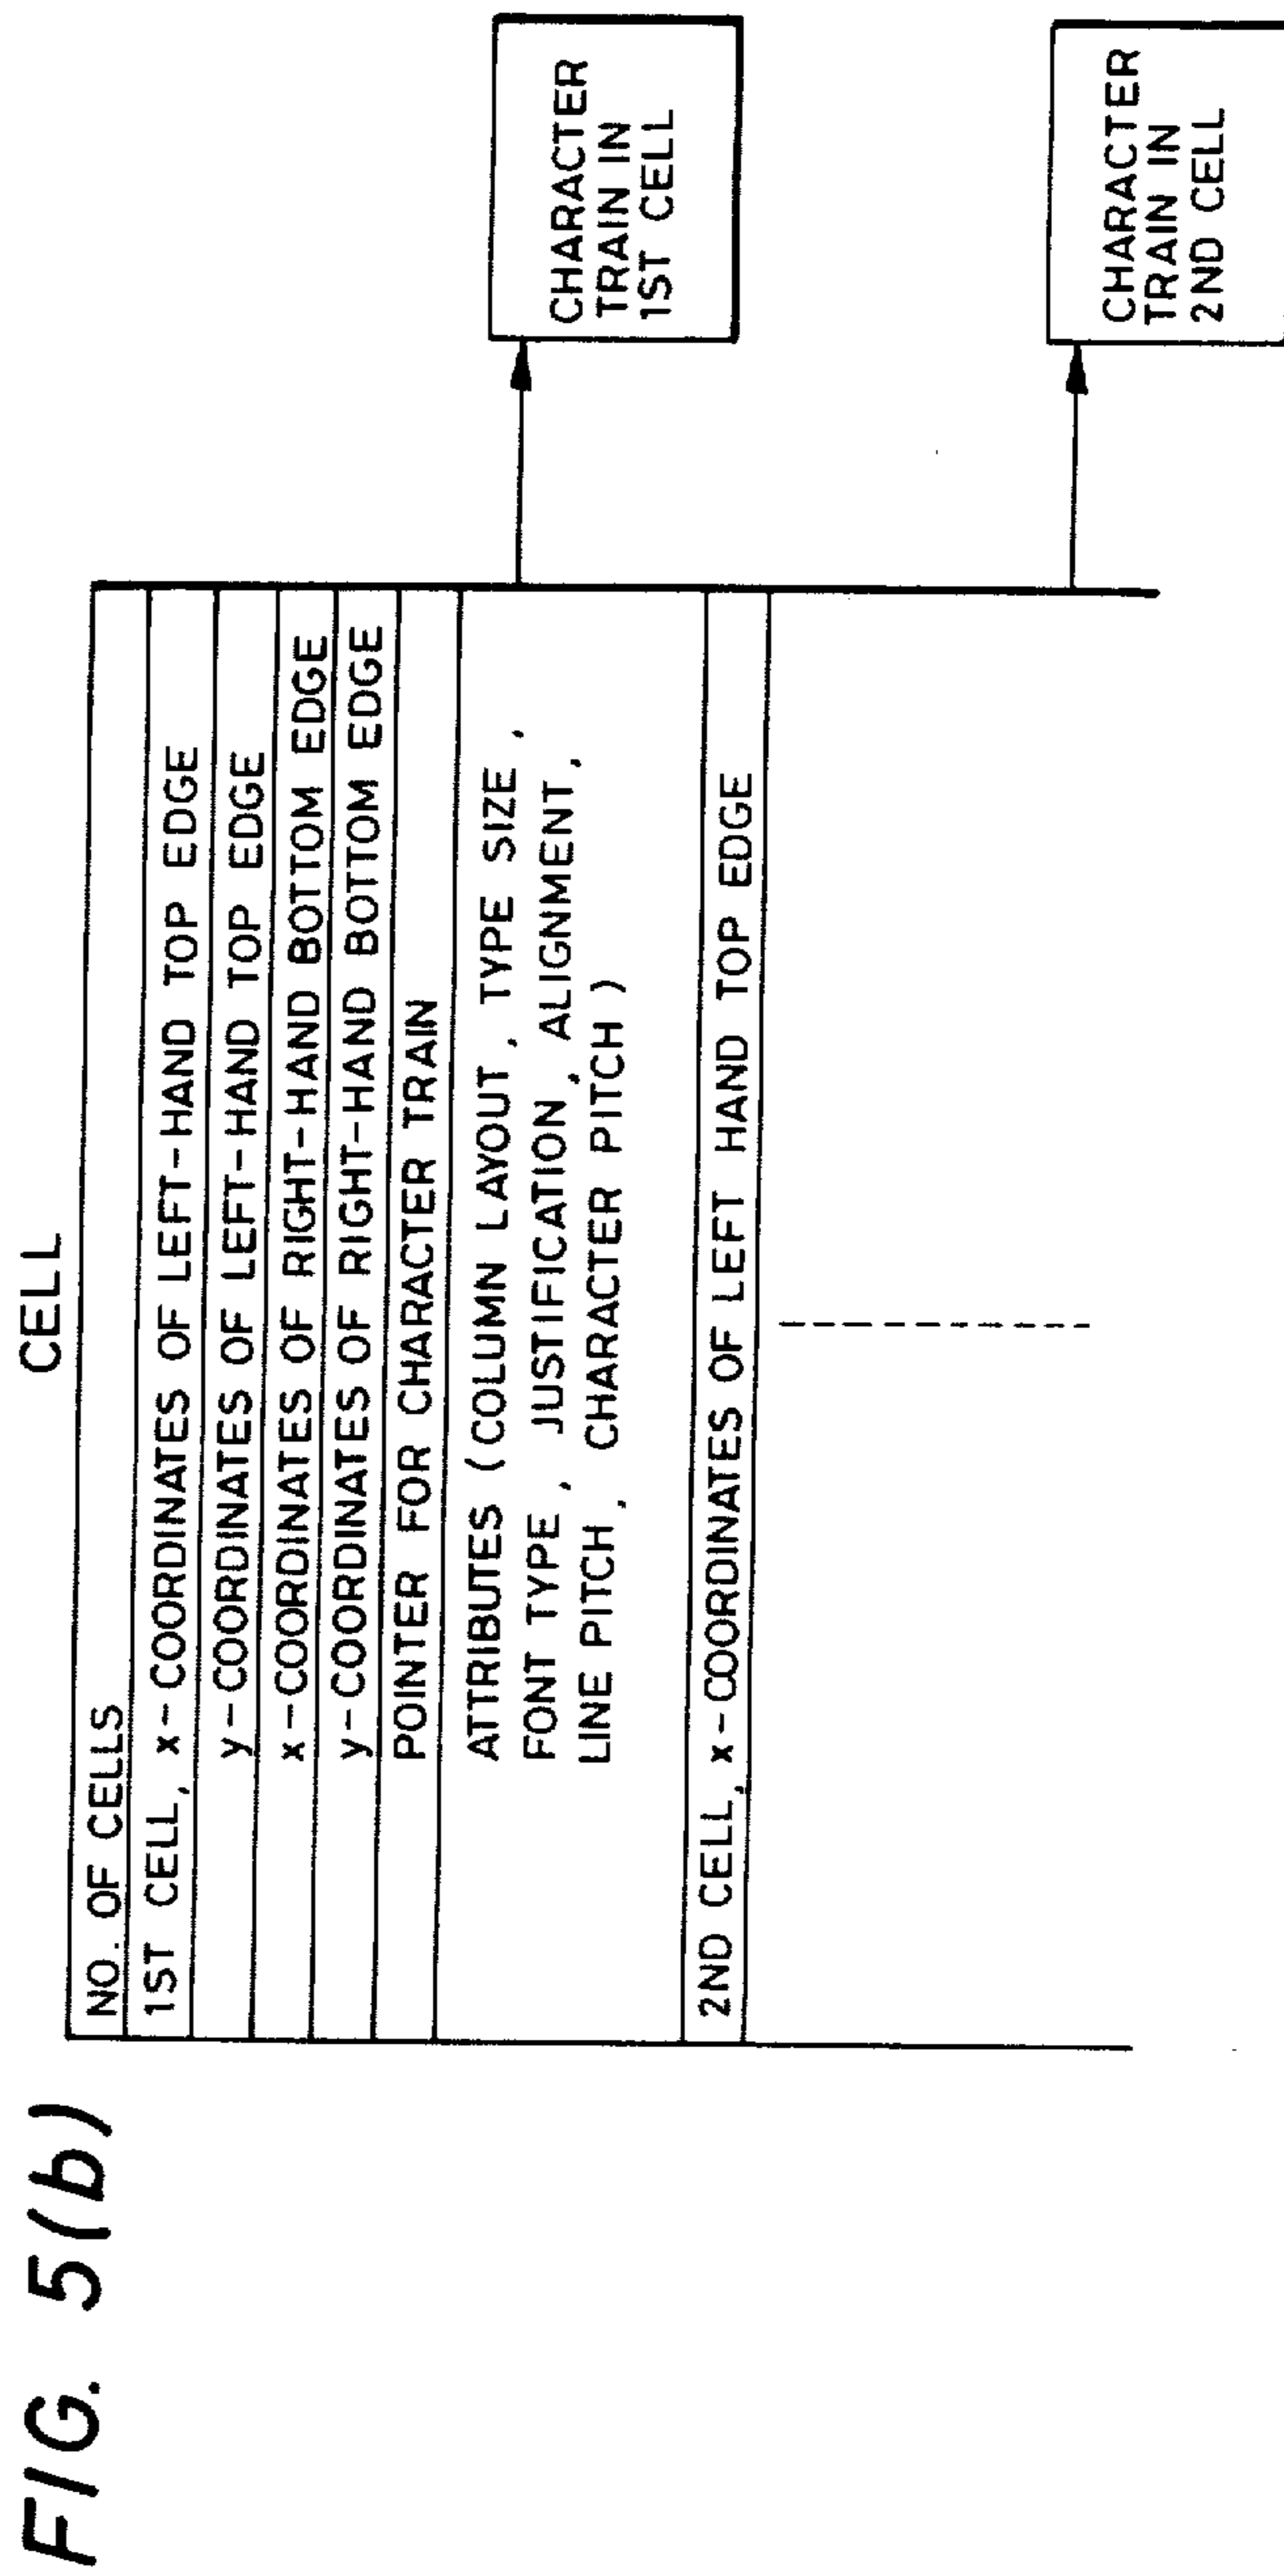 FIG. 5(b)
CELL
NO. OF CELLS
1ST CELL, x-COORDINATES OF LEFT-HAND TOP EDGE
y-COORDINATES OF LEFT-HAND TOP EDGE
x-COORDINATES OF RIGHT-HAND BOTTOM EDGE
y-COORDINATES OF RIGHT-HAND BOTTOM EDGE
POINTER FOR CHARACTER TRAIN
ATTRIBUTES (COLUMN LAYOUT, TYPE SIZE,
FONT TYPE, JUSTIFICATION, ALIGNMENT,
LINE PITCH, CHARACTER PITCH)
2ND CELL, x-COORDINATES OF LEFT HAND TOP EDGE
CHARACTER
TRAIN IN
1ST CELL
CHARACTER
TRAIN IN
2ND CELL